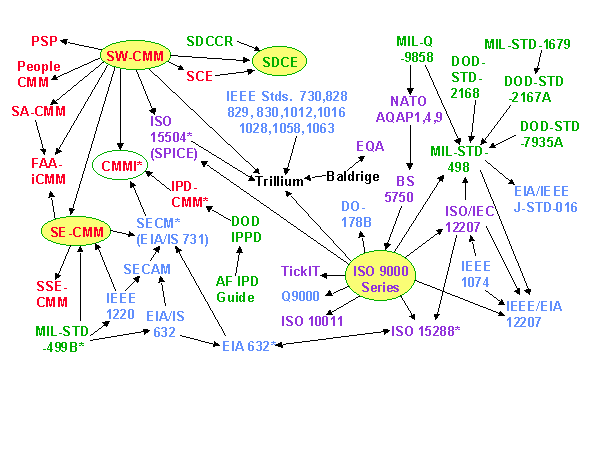 PSP
SW-CMM
SDCCR
SDCE
SCE
People
CMM
SA-CMM
FAA-
iCMM
ISO
15504*
(SPICE)
CMMI*
IPD-
CMM*
IEEE Stds. 730,828
829, 830,1012,1016
1028,1058,1063
Trillium
Baldrige
EQA
MIL-Q
-9858
NATO
AQAP1,4,9
BS
5750
DOD-
STD-
2168
MIL-STD-1679
DOD-STD
-2167A
DOD-STD
-7935A
MIL-STD-
498
EIA/IEEE
J-STD-016
ISO/IEC
12207
IEEE
1074
IEEE/EIA
12207
DO-
178B
ISO 9000
Series
TickIT
Q9000
ISO 10011
ISO 15288*
SE-CMM
SECM*
(EIA/IS 731)
DOD
IPPD
SECAM
AF IPD
Guide
SSE-
CMM
IEEE
1220
EIA/IS
632
MIL-STD
-499B*
EIA 632*